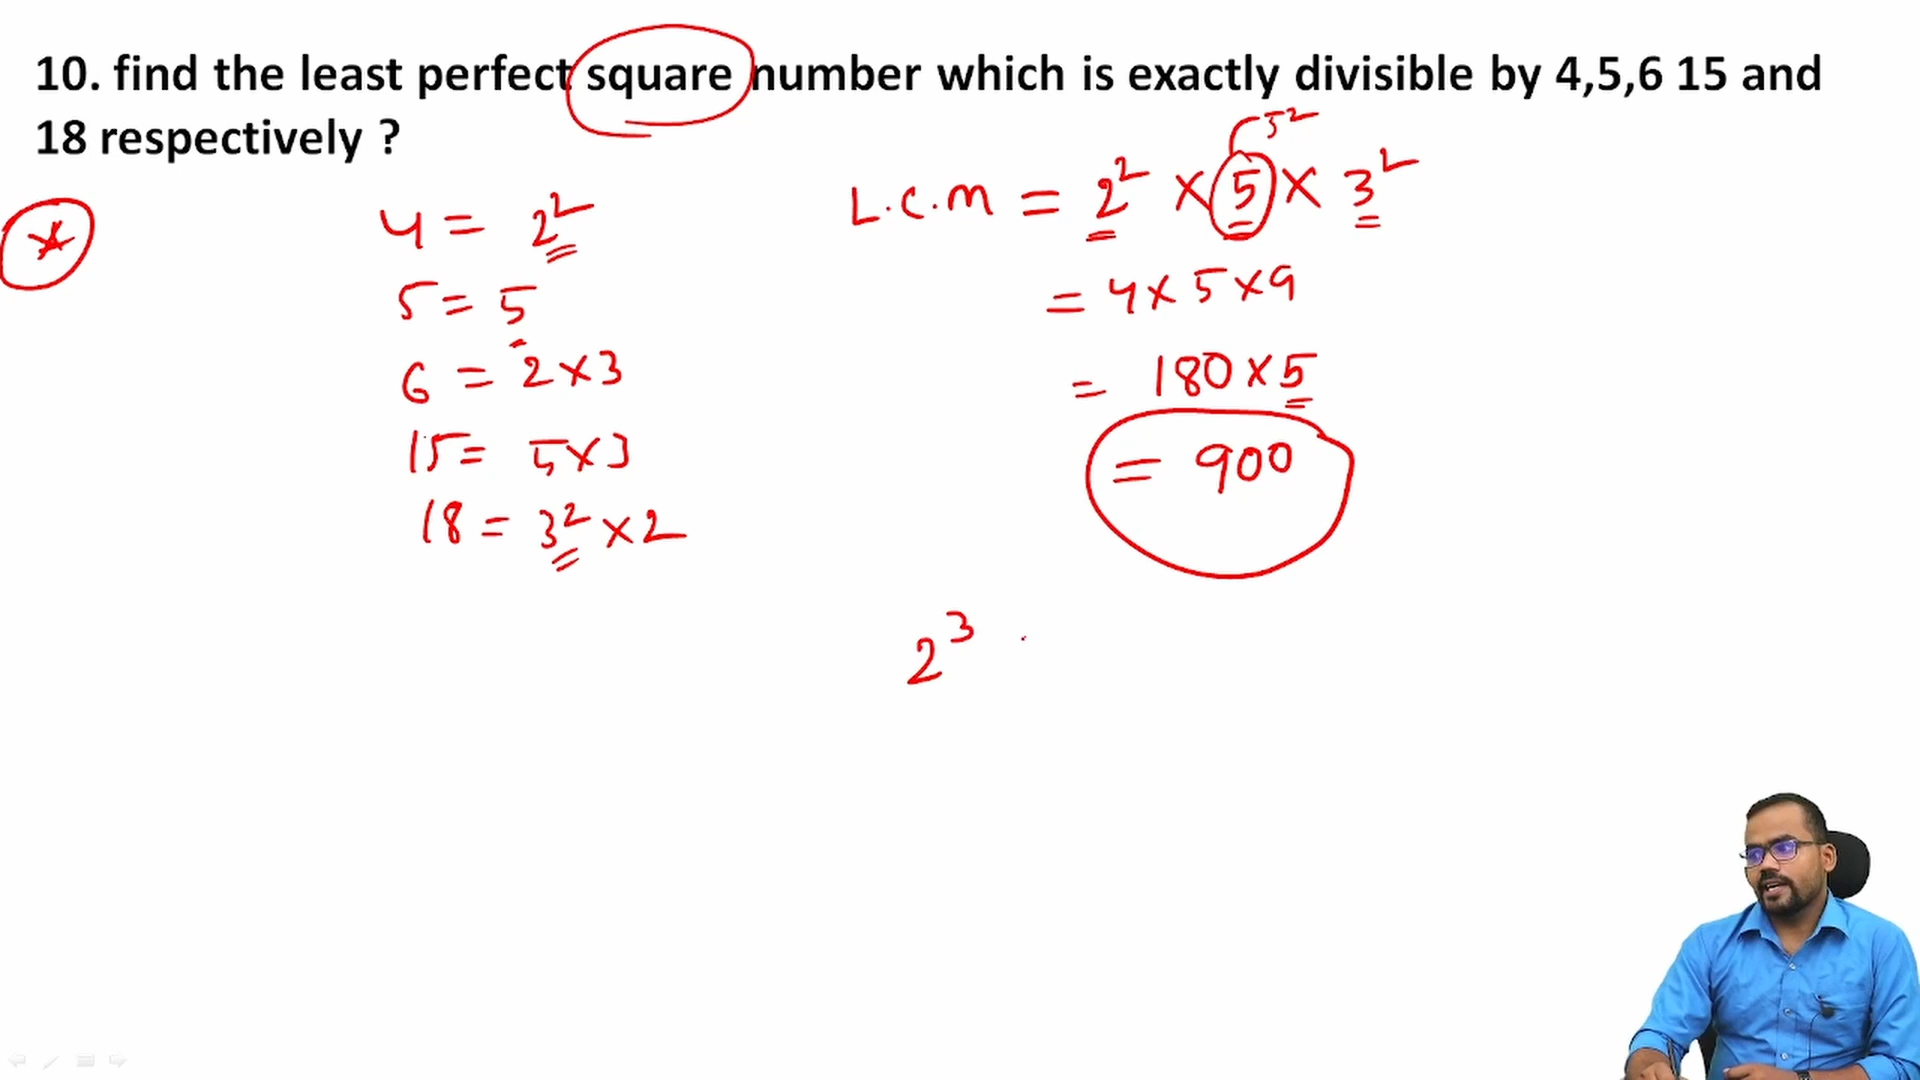 10. find the least perfect square number which is exactly divisible by 4,5,6 15 and
18 respectively ?
4 = 2²
5 = 5
6 = 2×3
15 = 5×3
18 = 3²×2
5²
L.C.M = 2² × 5 × 3²
= 4×5×9
= 180×5
= 900
2³